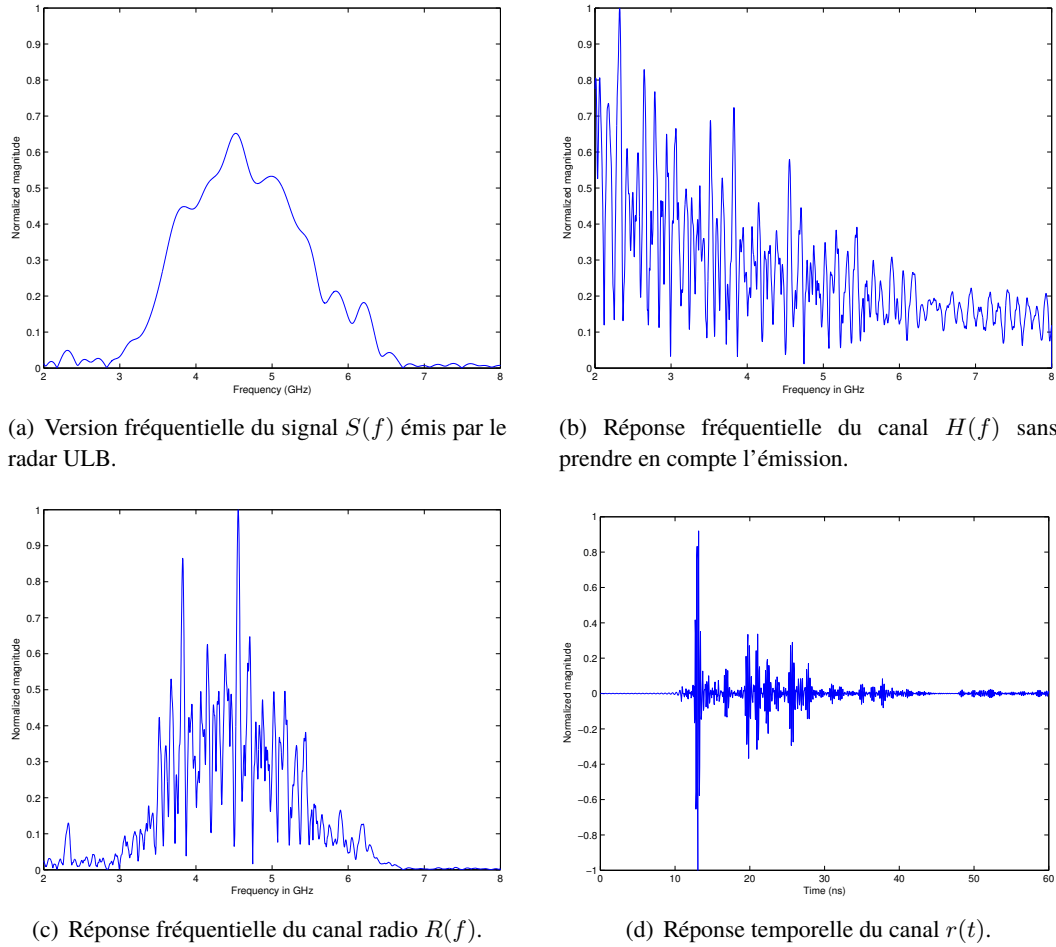 1
0.9
0.8
0.7
0.6
0.5
0.4
0.3
0.2
0.1
0
Normalized magnitude
2 3 4 5 6 7 8
Frequency (GHz)
(a) Version fréquentielle du signal S(f) émis par le
radar ULB.
1
0.9
0.8
0.7
0.6
0.5
0.4
0.3
0.2
0.1
0
Normalized magnitude
2 3 4 5 6 7 8
Frequency in GHz
(b) Réponse fréquentielle du canal H(f) sans
prendre en compte l'émission.
1
0.9
0.8
0.7
0.6
0.5
0.4
0.3
0.2
0.1
0
Normalized magnitude
2 3 4 5 6 7 8
Frequency in GHz
(c) Réponse fréquentielle du canal radio R(f).
1
0.8
0.6
0.4
0.2
0
−0.2
−0.4
−0.6
−0.8
−1
Normalized magnitude
0 10 20 30 40 50 60
Time (ns)
(d) Réponse temporelle du canal r(t).